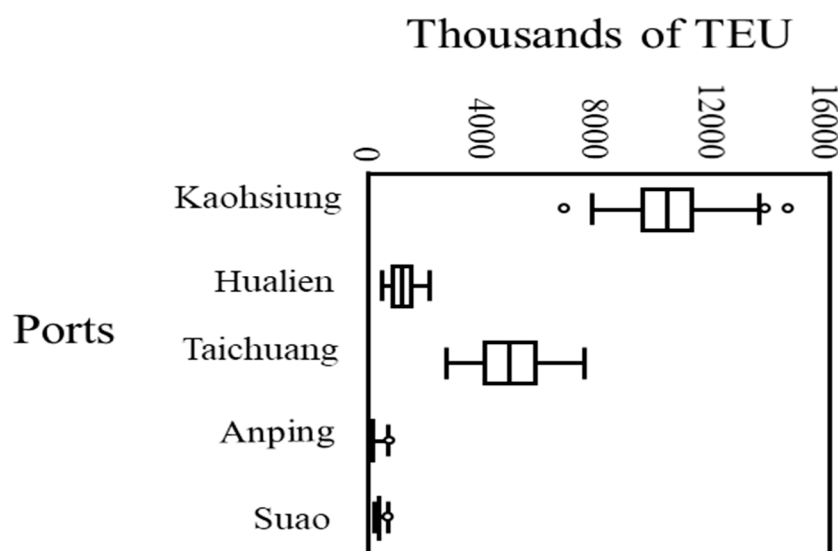 Thousands of TEU
0 4000 8000 12000 16000
Kaohsiung
Hualien
Ports
Taichuang
Anping
Suao